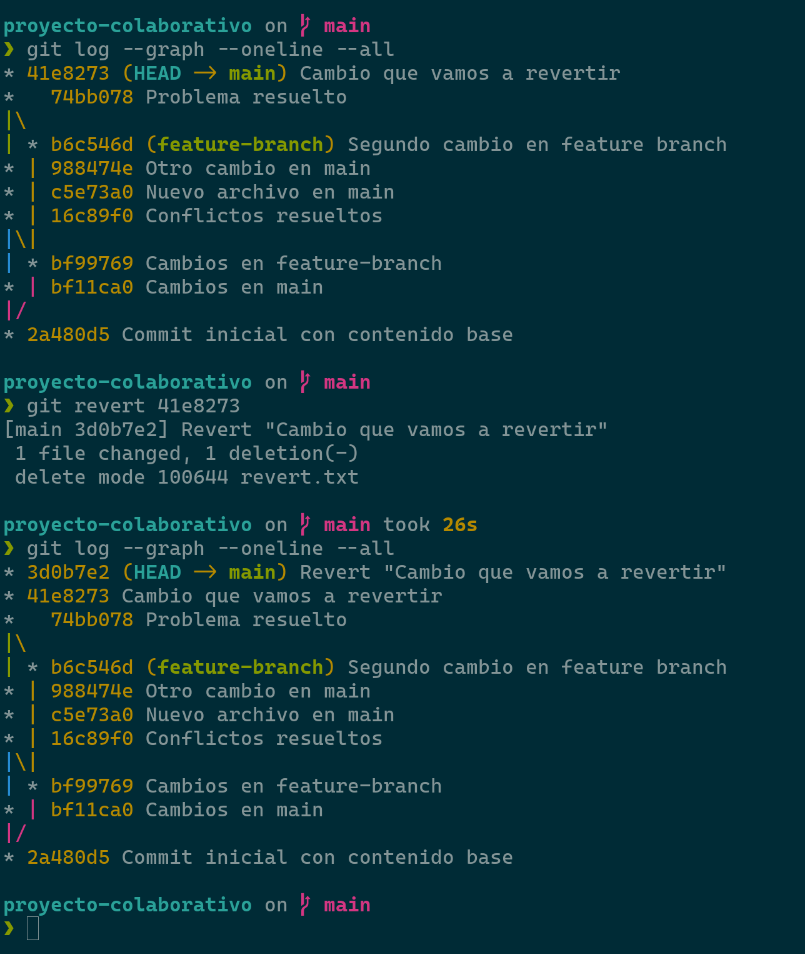 proyecto-colaborativo on main
❯ git log --graph --oneline --all
* 41e8273 (HEAD -> main) Cambio que vamos a revertir
*   74bb078 Problema resuelto
|\
| * b6c546d (feature-branch) Segundo cambio en feature branch
* | 988474e Otro cambio en main
* | c5e73a0 Nuevo archivo en main
* | 16c89f0 Conflictos resueltos
|\|
| * bf99769 Cambios en feature-branch
* | bf11ca0 Cambios en main
|/
* 2a480d5 Commit inicial con contenido base
proyecto-colaborativo on main
❯ git revert 41e8273
[main 3d0b7e2] Revert "Cambio que vamos a revertir"
 1 file changed, 1 deletion(-)
 delete mode 100644 revert.txt
proyecto-colaborativo on main took 26s
❯ git log --graph --oneline --all
* 3d0b7e2 (HEAD -> main) Revert "Cambio que vamos a revertir"
* 41e8273 Cambio que vamos a revertir
*   74bb078 Problema resuelto
|\
| * b6c546d (feature-branch) Segundo cambio en feature branch
* | 988474e Otro cambio en main
* | c5e73a0 Nuevo archivo en main
* | 16c89f0 Conflictos resueltos
|\|
| * bf99769 Cambios en feature-branch
* | bf11ca0 Cambios en main
|/
* 2a480d5 Commit inicial con contenido base
proyecto-colaborativo on main
❯